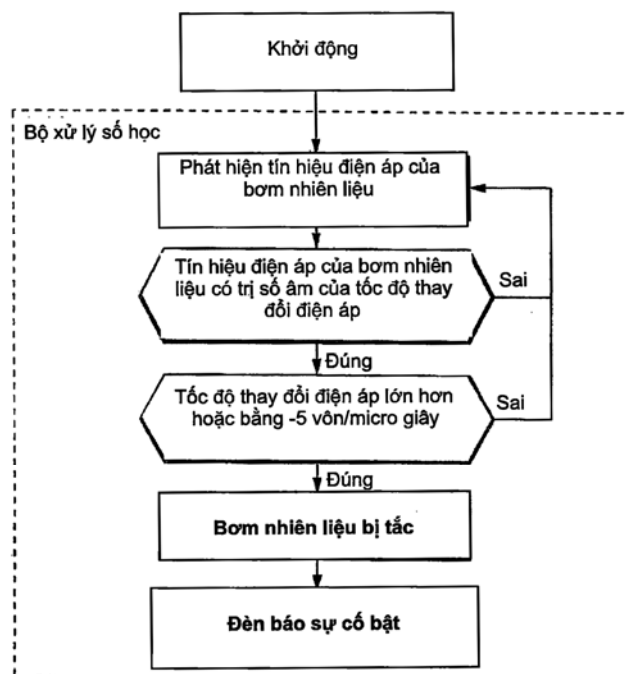 Khởi động
Bộ xử lý số học
Phát hiện tín hiệu điện áp của
bơm nhiên liệu
Tín hiệu điện áp của bơm nhiên
liệu có trị số âm của tốc độ thay
đổi điện áp
Sai
Đúng
Tốc độ thay đổi điện áp lớn hơn
hoặc bằng -5 vôn/micro giây
Sai
Đúng
Bơm nhiên liệu bị tắc
Đèn báo sự cố bật